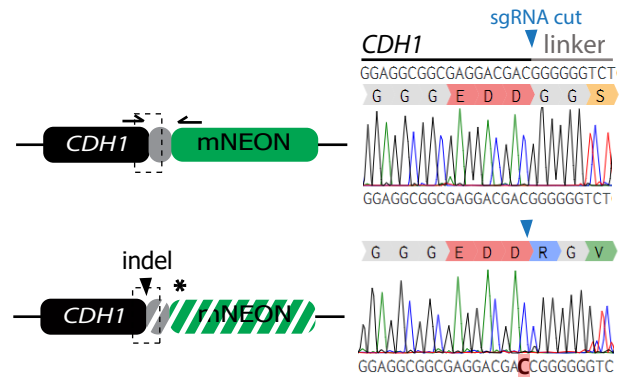 sgRNA cut
CDH1 linker
GGAGGCGGCGAGGACGACGGGGGGTCT
G G G E D D G G S
CDH1 mNEON
GGAGGCGGCGAGGACGACGGGGGGTCT
indel
G G G E D D R G V
*
CDH1 mNEON
GGAGGCGGCGAGGACGACCGGGGGGTC